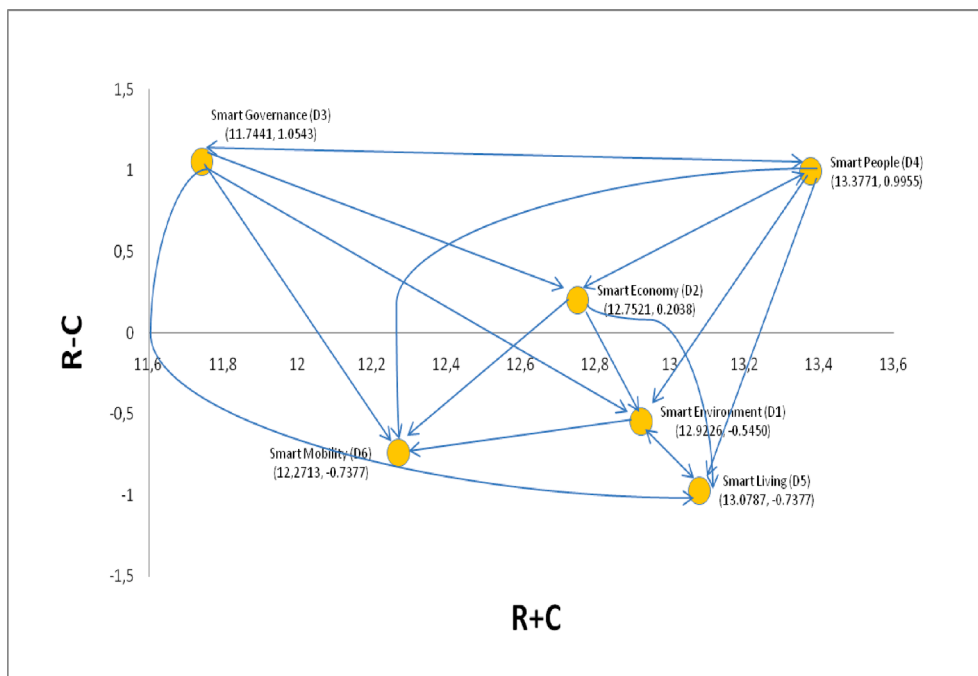 1,5
Smart Governance (D3)
(11.7441, 1.0543)
1
Smart People (D4)
(13.3771, 0.9955)
0,5
Smart Economy (D2)
(12.7521, 0.2038)
R-C
0
11,6 11,8 12 12,2 12,4 12,6 12,8 13 13,2 13,4 13,6
-0,5
Smart Environment (D1)
(12.9226, -0.5450)
Smart Mobility (D6)
(12,2713, -0.7377)
Smart Living (D5)
(13.0787, -0.7377)
-1
-1,5
R+C